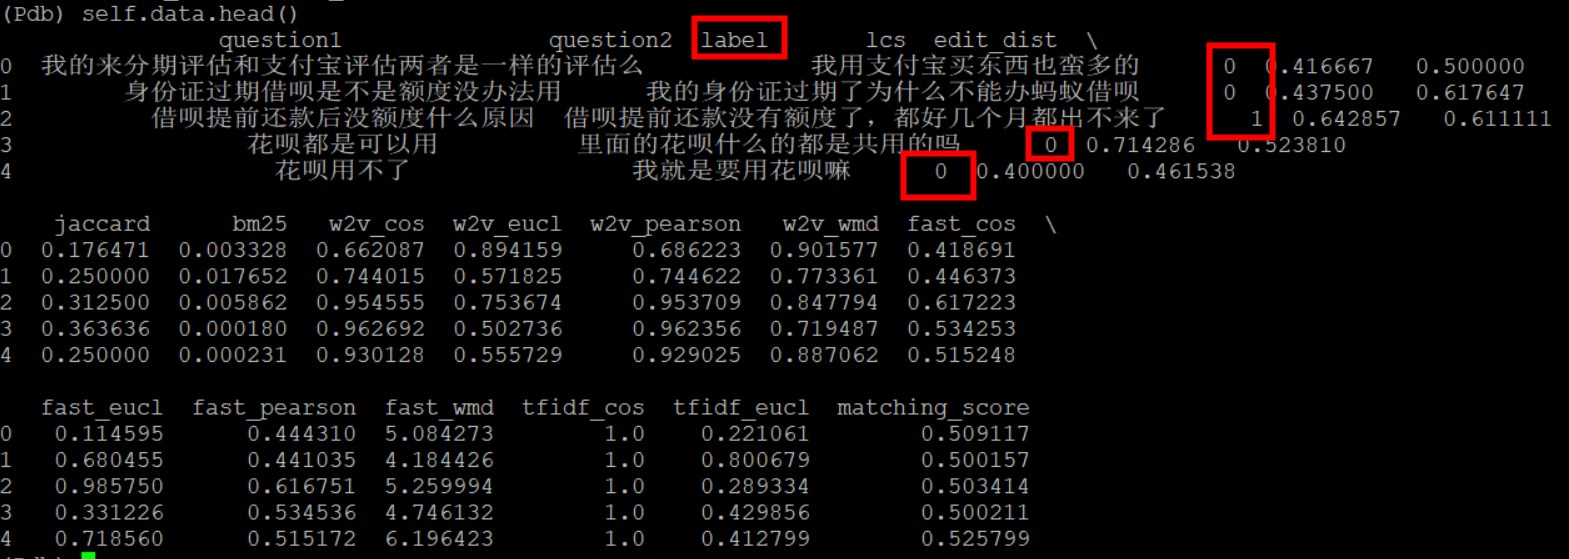 (Pdb) self.data.head()
question1 question2 label lcs edit_dist \
0 我的来分期评估和支付宝评估两者是一样的评估么 我用支付宝买东西也蛮多的 0 0.416667 0.500000
1 身份证过期借呗是不是额度没办法用 我的身份证过期了为什么不能办蚂蚁借呗 0 0.437500 0.617647
2 借呗提前还款后没额度什么原因 借呗提前还款没有额度了，都好几个月都出不来了 1 0.642857 0.611111
3 花呗都是可以用 里面的花呗什么的都是共用的吗 0 0.714286 0.523810
4 花呗用不了 我就是要用花呗嘛 0 0.400000 0.461538
jaccard bm25 w2v_cos w2v_eucl w2v_pearson w2v_wmd fast_cos \
0 0.176471 0.003328 0.662087 0.894159 0.686223 0.901577 0.418691
1 0.250000 0.017652 0.744015 0.571825 0.744622 0.773361 0.446373
2 0.312500 0.005862 0.954555 0.753674 0.953709 0.847794 0.617223
3 0.363636 0.000180 0.962692 0.502736 0.962356 0.719487 0.534253
4 0.250000 0.000231 0.930128 0.555729 0.929025 0.887062 0.515248
fast_eucl fast_pearson fast_wmd tfidf_cos tfidf_eucl matching_score
0 0.114595 0.444310 5.084273 1.0 0.221061 0.509117
1 0.680455 0.441035 4.184426 1.0 0.800679 0.500157
2 0.985750 0.616751 5.259994 1.0 0.289334 0.503414
3 0.331226 0.534536 4.746132 1.0 0.429856 0.500211
4 0.718560 0.515172 6.196423 1.0 0.412799 0.525799